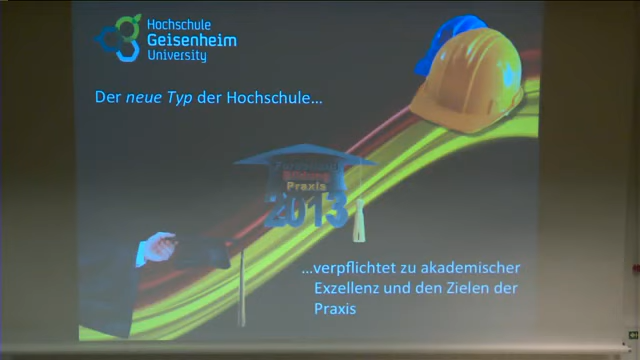 Hochschule
Geisenheim
University
Der neue Typ der Hochschule...
Forschung
Bildung
Praxis
2013
...verpflichtet zu akademischer
Exzellenz und den Zielen der
Praxis